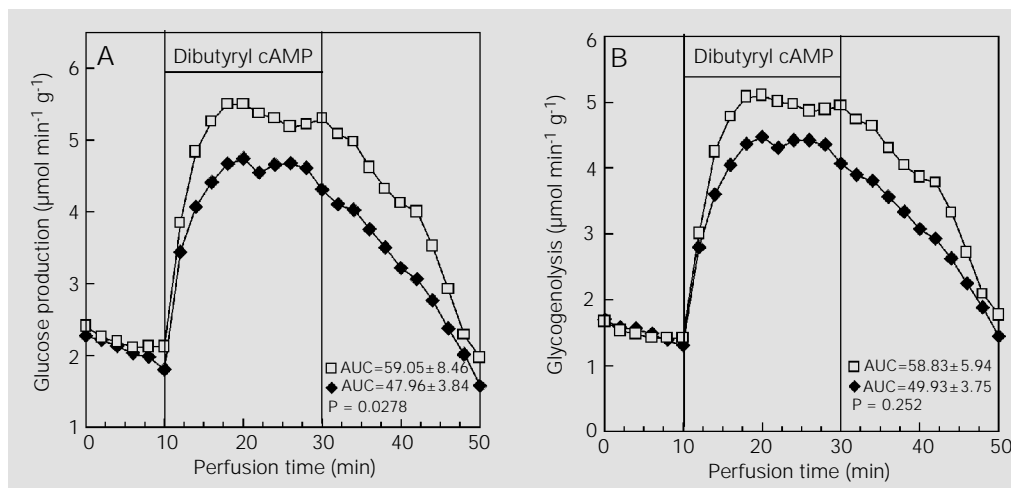 A
Dibutyryl cAMP
Glucose production (µmol min-1 g-1)
6
5
4
3
2
1
AUC=59.05±8.46
AUC=47.96±3.84
P = 0.0278
0 10 20 30 40 50
Perfusion time (min)
B
Dibutyryl cAMP
Glycogenolysis (µmol min-1 g-1)
6
5
4
3
2
1
0
AUC=58.83±5.94
AUC=49.93±3.75
P = 0.252
0 10 20 30 40 50
Perfusion time (min)